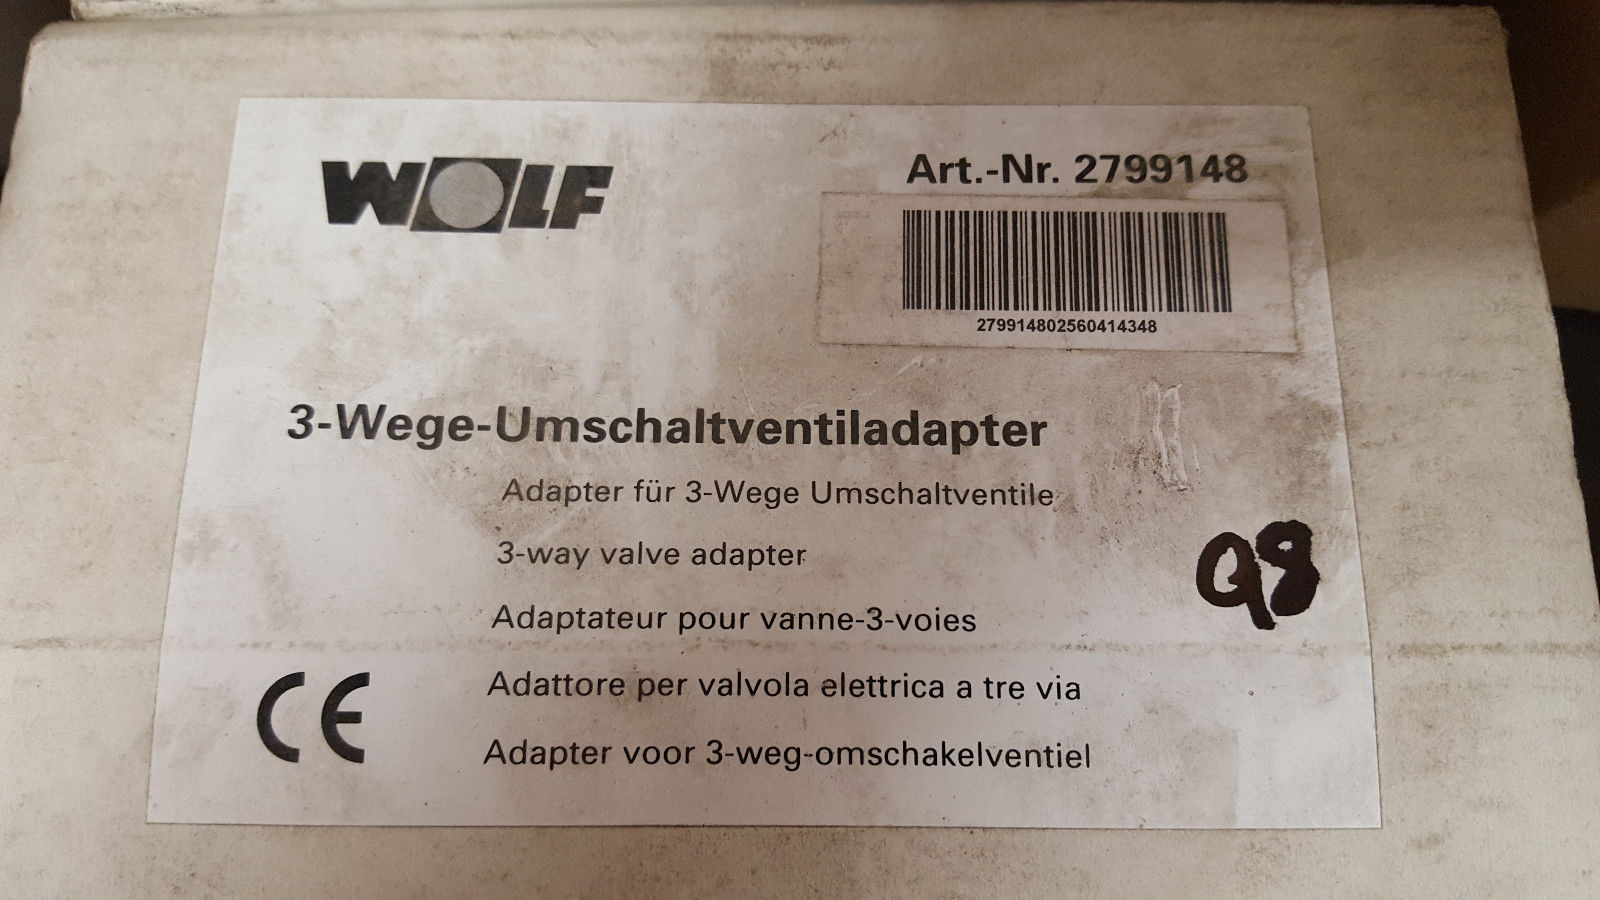 WOLF
Art.-Nr. 2799148
279914802560414348
3-Wege-Umschaltventiladapter
Adapter für 3-Wege Umschaltventile
3-way valve adapter
Q8
Adaptateur pour vanne-3-voies
Adattore per valvola elettrica a tre via
CE
Adapter voor 3-weg-omschakelventiel